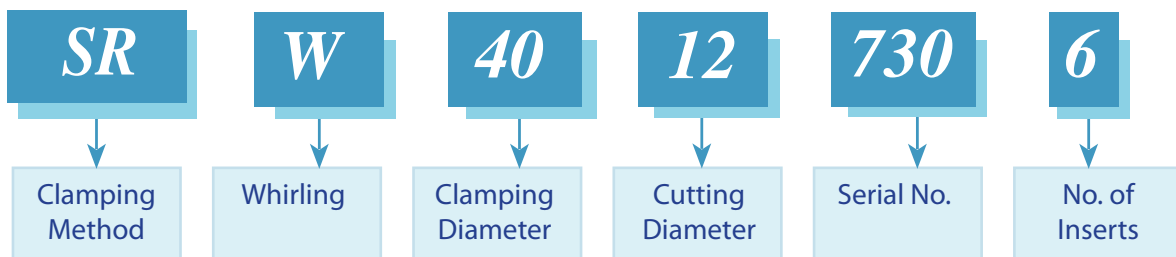 SR W 40 12 730 6
Clamping Method
Whirling
Clamping Diameter
Cutting Diameter
Serial No.
No. of Inserts